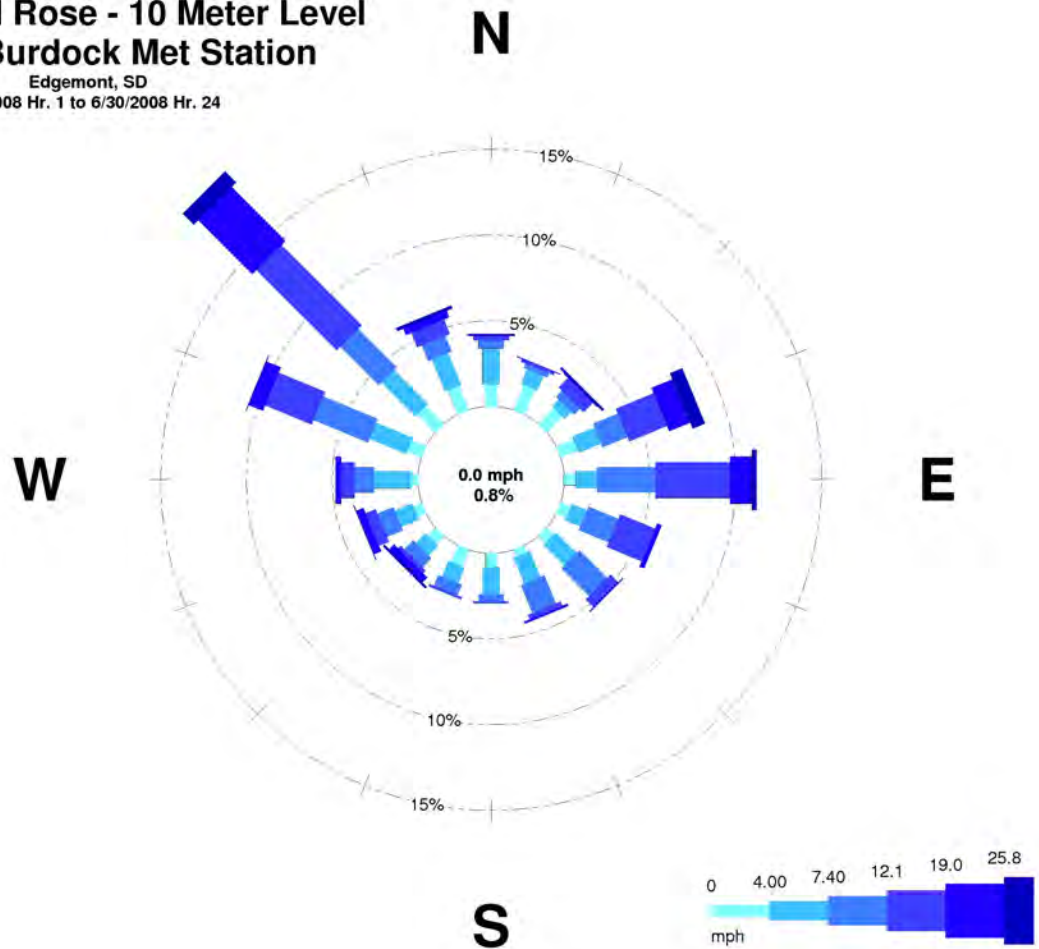 Rose - 10 Meter Level
Burdock Met Station
Edgemont, SD
Hr. 1 to 6/30/2008 Hr. 24
N
15%
10%
5%
W
0.0 mph
0.8%
E
5%
10%
15%
S
0 4.00 7.40 12.1 19.0 25.8
mph